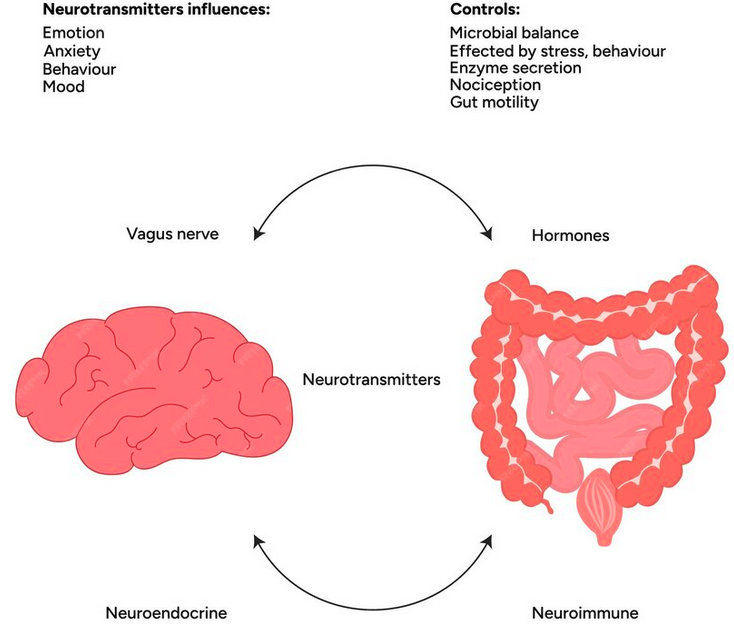 Neurotransmitters influences:
Emotion
Anxiety
Behaviour
Mood
Controls:
Microbial balance
Effected by stress, behaviour
Enzyme secretion
Nociception
Gut motility
Vagus nerve
Hormones
Neurotransmitters
Neuroendocrine
Neuroimmune